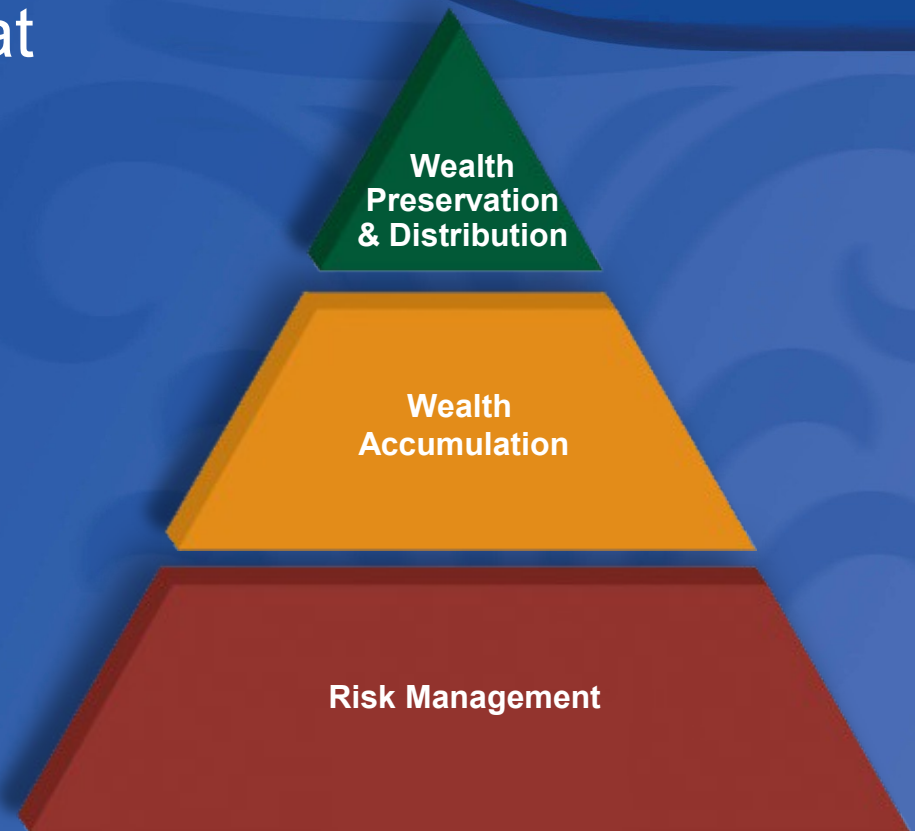 at
Wealth
Preservation
& Distribution
Wealth
Accumulation
Risk Management